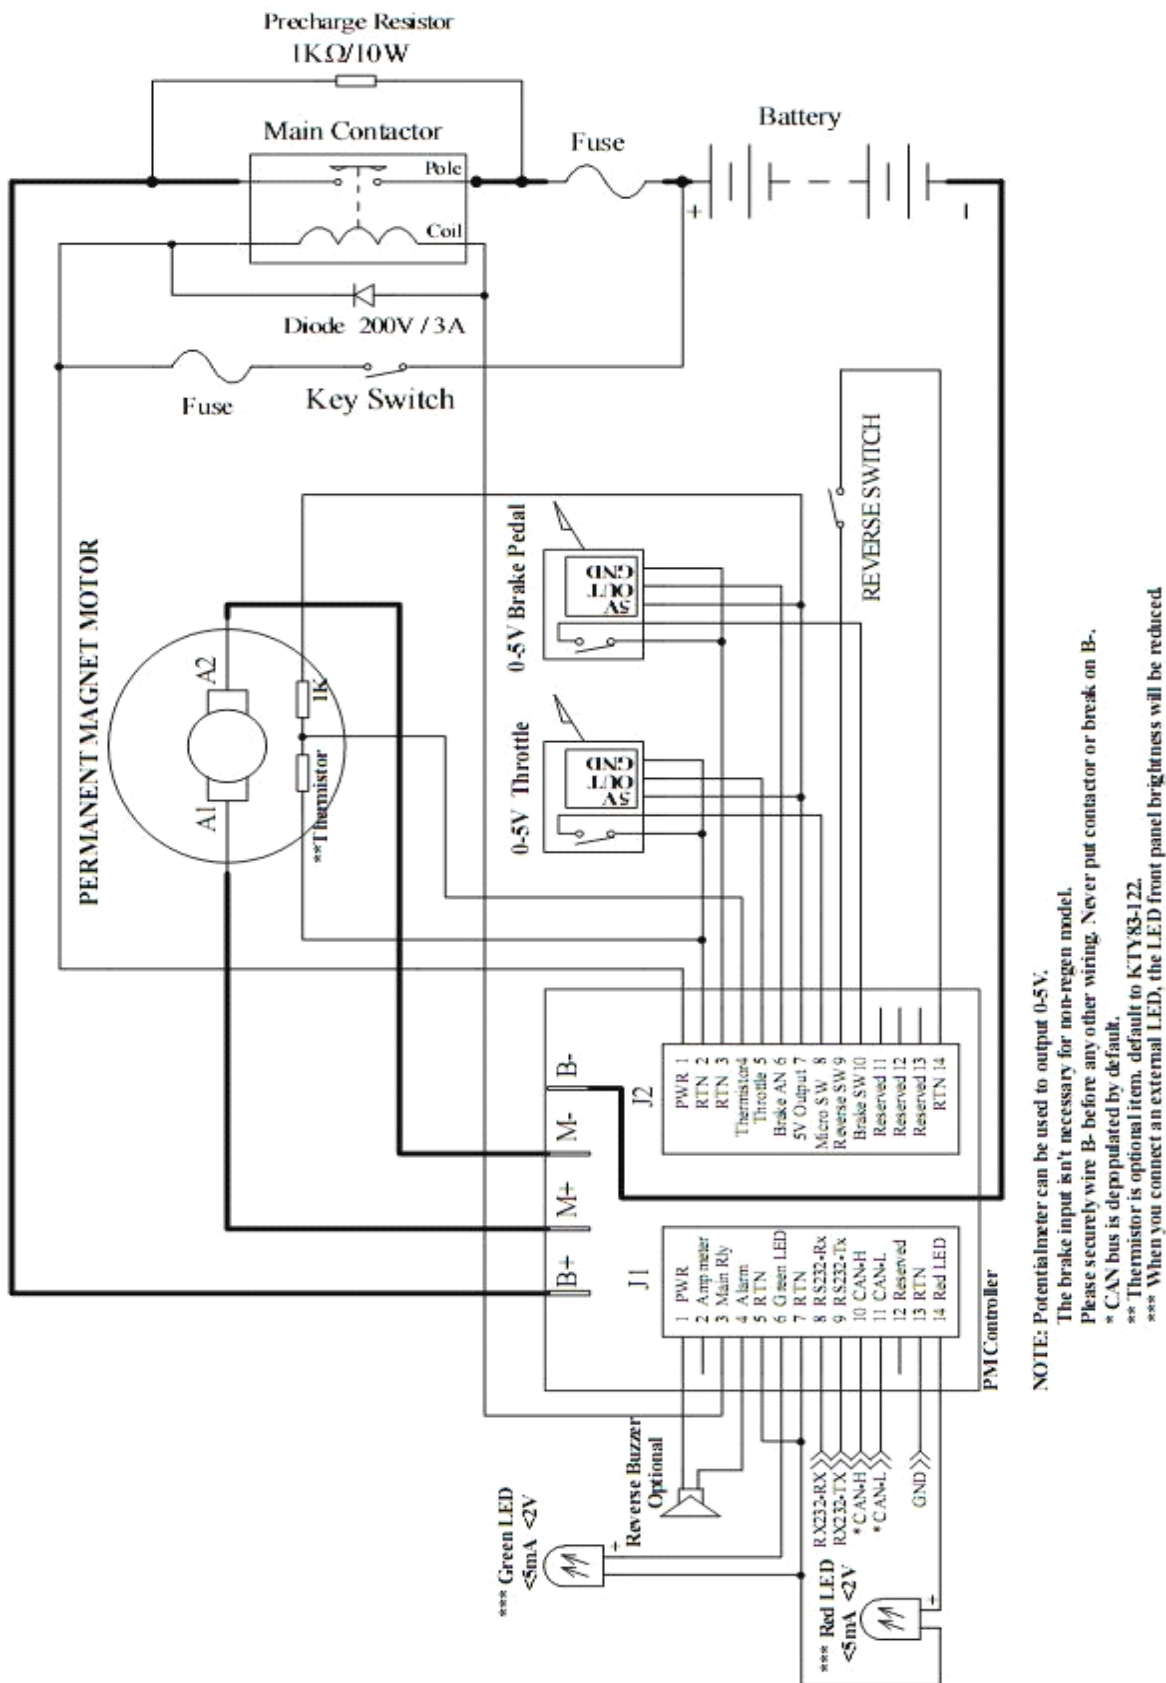 Precharge Resistor
1KΩ/10W
Main Contactor
Pole
Coil
Fuse
Battery
+
-
Diode 200V / 3A
Fuse
Key Switch
REVERSE SWITCH
PERMANENT MAGNET MOTOR
A1
A2
1K
**Thermistor
0-5V Brake Pedal
GND
OUT
5V
0-5V Throttle
GND
OUT
5V
B+
M+
M-
B-
J2
PWR 1
RTN 2
RTN 3
Thermistor4
Throttle 5
Brake AN 6
5V Output 7
Micro SW 8
Reverse SW9
Brake SW10
Reserved 11
Reserved 12
Reserved 13
RTN 14
J1
1 PWR
2 Amp meter
3 Main Rly
4 Alarm
5 RTN
6 Green LED
7 RTN
8 RS232-Rx
9 RS232-Tx
10 CAN-H
11 CAN-L
12 Reserved
13 RTN
14 Red LED
PM Controller
Reverse Buzzer
Optional
*** Green LED
<5mA <2V
+
RX232-RX
RX232-TX
*CAN-H
*CAN-L
GND
*** Red LED
<5mA <2V
+
NOTE: Potentialmeter can be used to output 0-5V.
The brake input isn't necessary for non-regen model.
Please securely wire B- before any other wiring. Never put contactor or break on B-.
* CAN bus is depopulated by default.
** Thermistor is optional item. default to KTY83-122.
*** When you connect an external LED, the LED front panel brightness will be reduced.